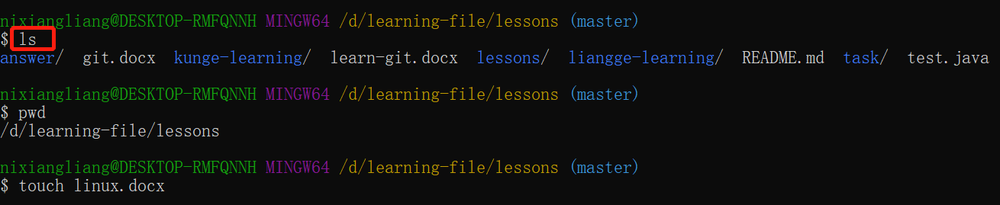 nixiangliang@DESKTOP-RMFQNNH MINGW64 /d/learning-file/lessons (master)
$ ls
answer/  git.docx  kunge-learning/  learn-git.docx  lessons/  liangge-learning/  README.md  task/  test.java
nixiangliang@DESKTOP-RMFQNNH MINGW64 /d/learning-file/lessons (master)
$ pwd
/d/learning-file/lessons
nixiangliang@DESKTOP-RMFQNNH MINGW64 /d/learning-file/lessons (master)
$ touch linux.docx